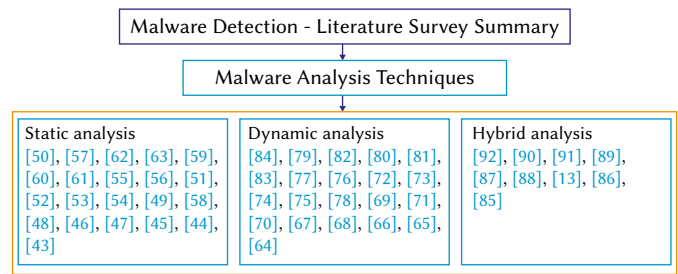 Malware Detection - Literature Survey Summary
Malware Analysis Techniques
Static analysis
[50], [57], [62], [63], [59],
[60], [61], [55], [56], [51],
[52], [53], [54], [49], [58],
[48], [46], [47], [45], [44],
[43]
Dynamic analysis
[84], [79], [82], [80], [81],
[83], [77], [76], [72], [73],
[74], [75], [78], [69], [71],
[70], [67], [68], [66], [65],
[64]
Hybrid analysis
[92], [90], [91], [89],
[87], [88], [13], [86],
[85]